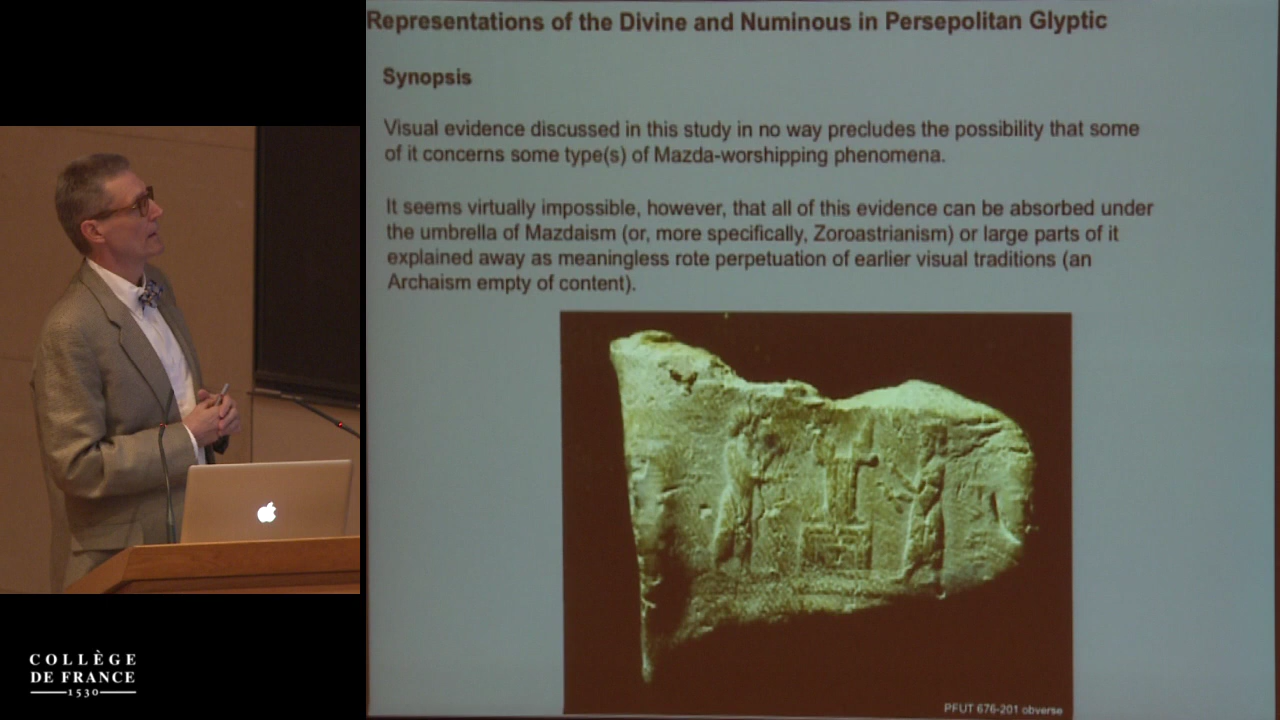 Representations of the Divine and Numinous in Persepolitan Glyptic
Synopsis
Visual evidence discussed in this study in no way precludes the possibility that some
of it concerns some type(s) of Mazda-worshipping phenomena.
It seems virtually impossible, however, that all of this evidence can be absorbed under
the umbrella of Mazdaism (or, more specifically, Zoroastrianism) or large parts of it
explained away as meaningless rote perpetuation of earlier visual traditions (an
Archaism empty of content).
PFUT 676-201 obverse
COLLÈGE
DE FRANCE
1530